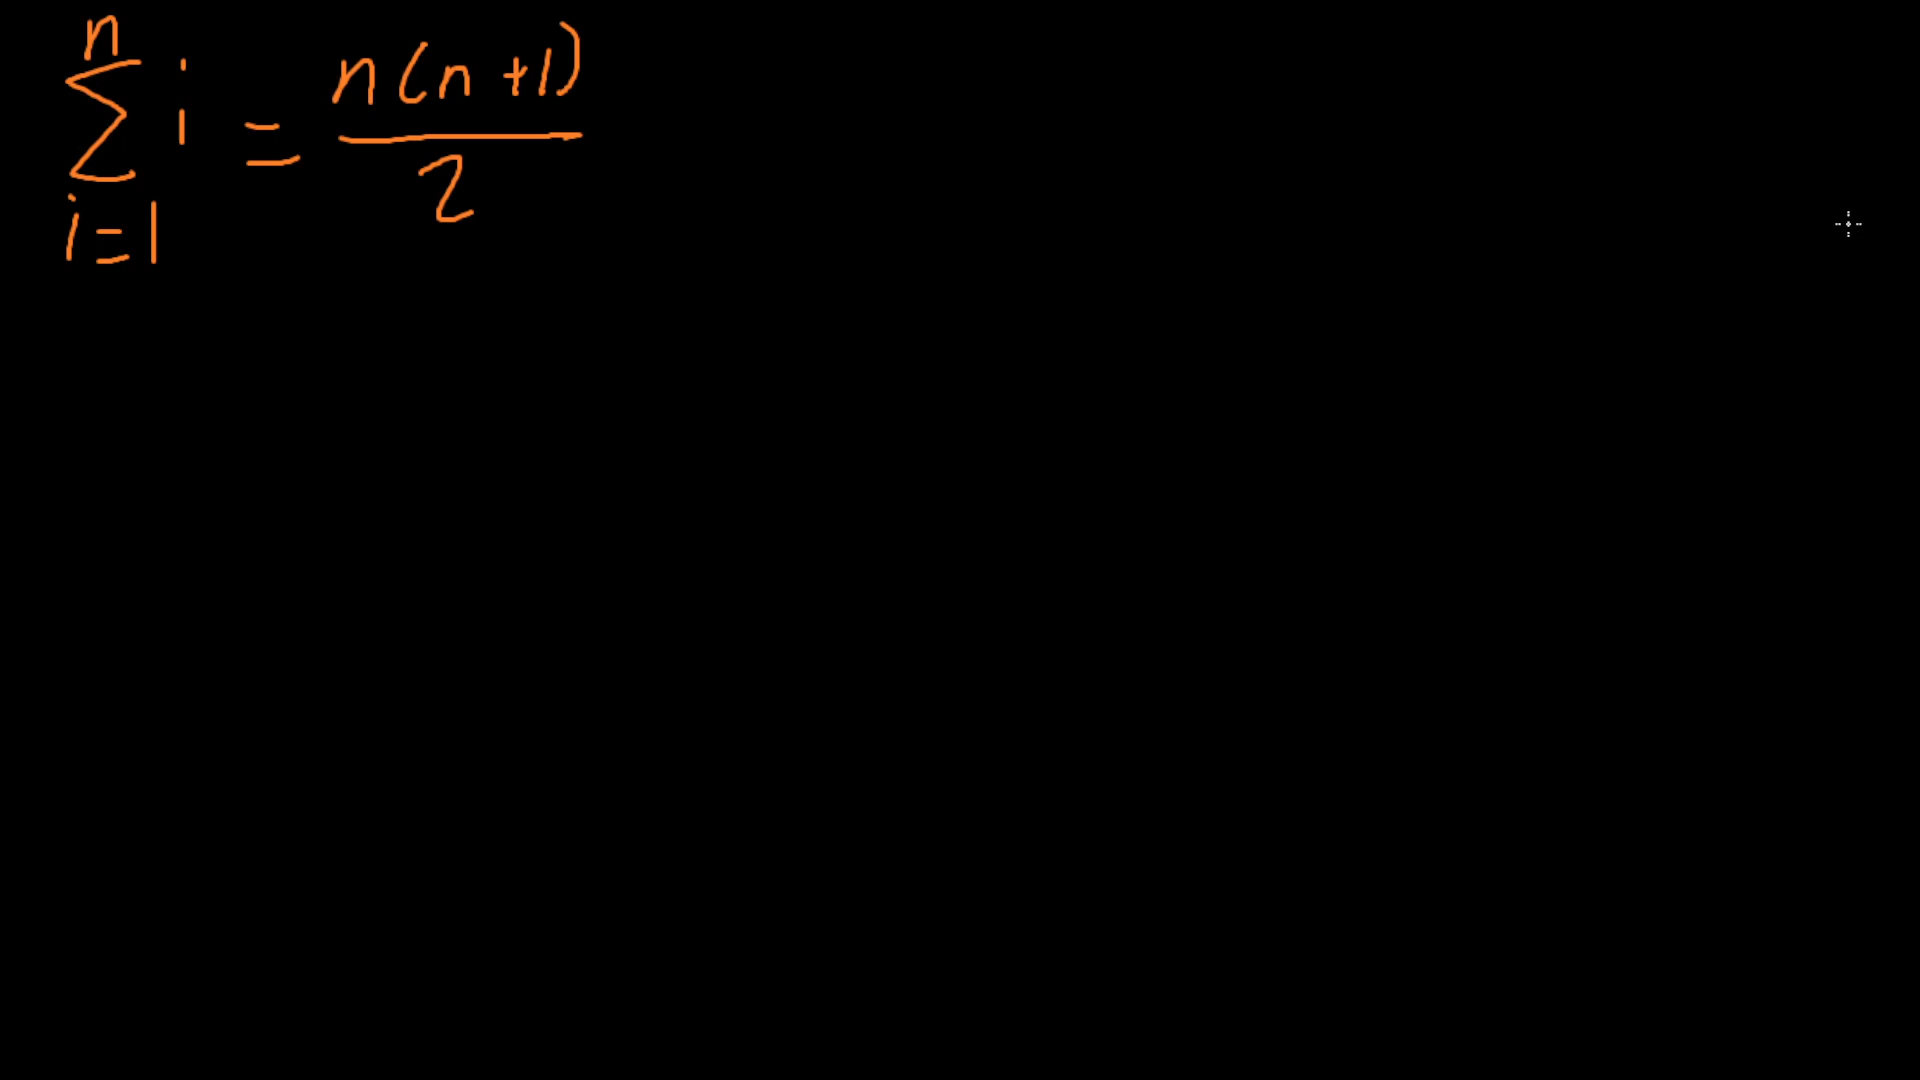 n
∑ i = n(n+1)/2
i=1